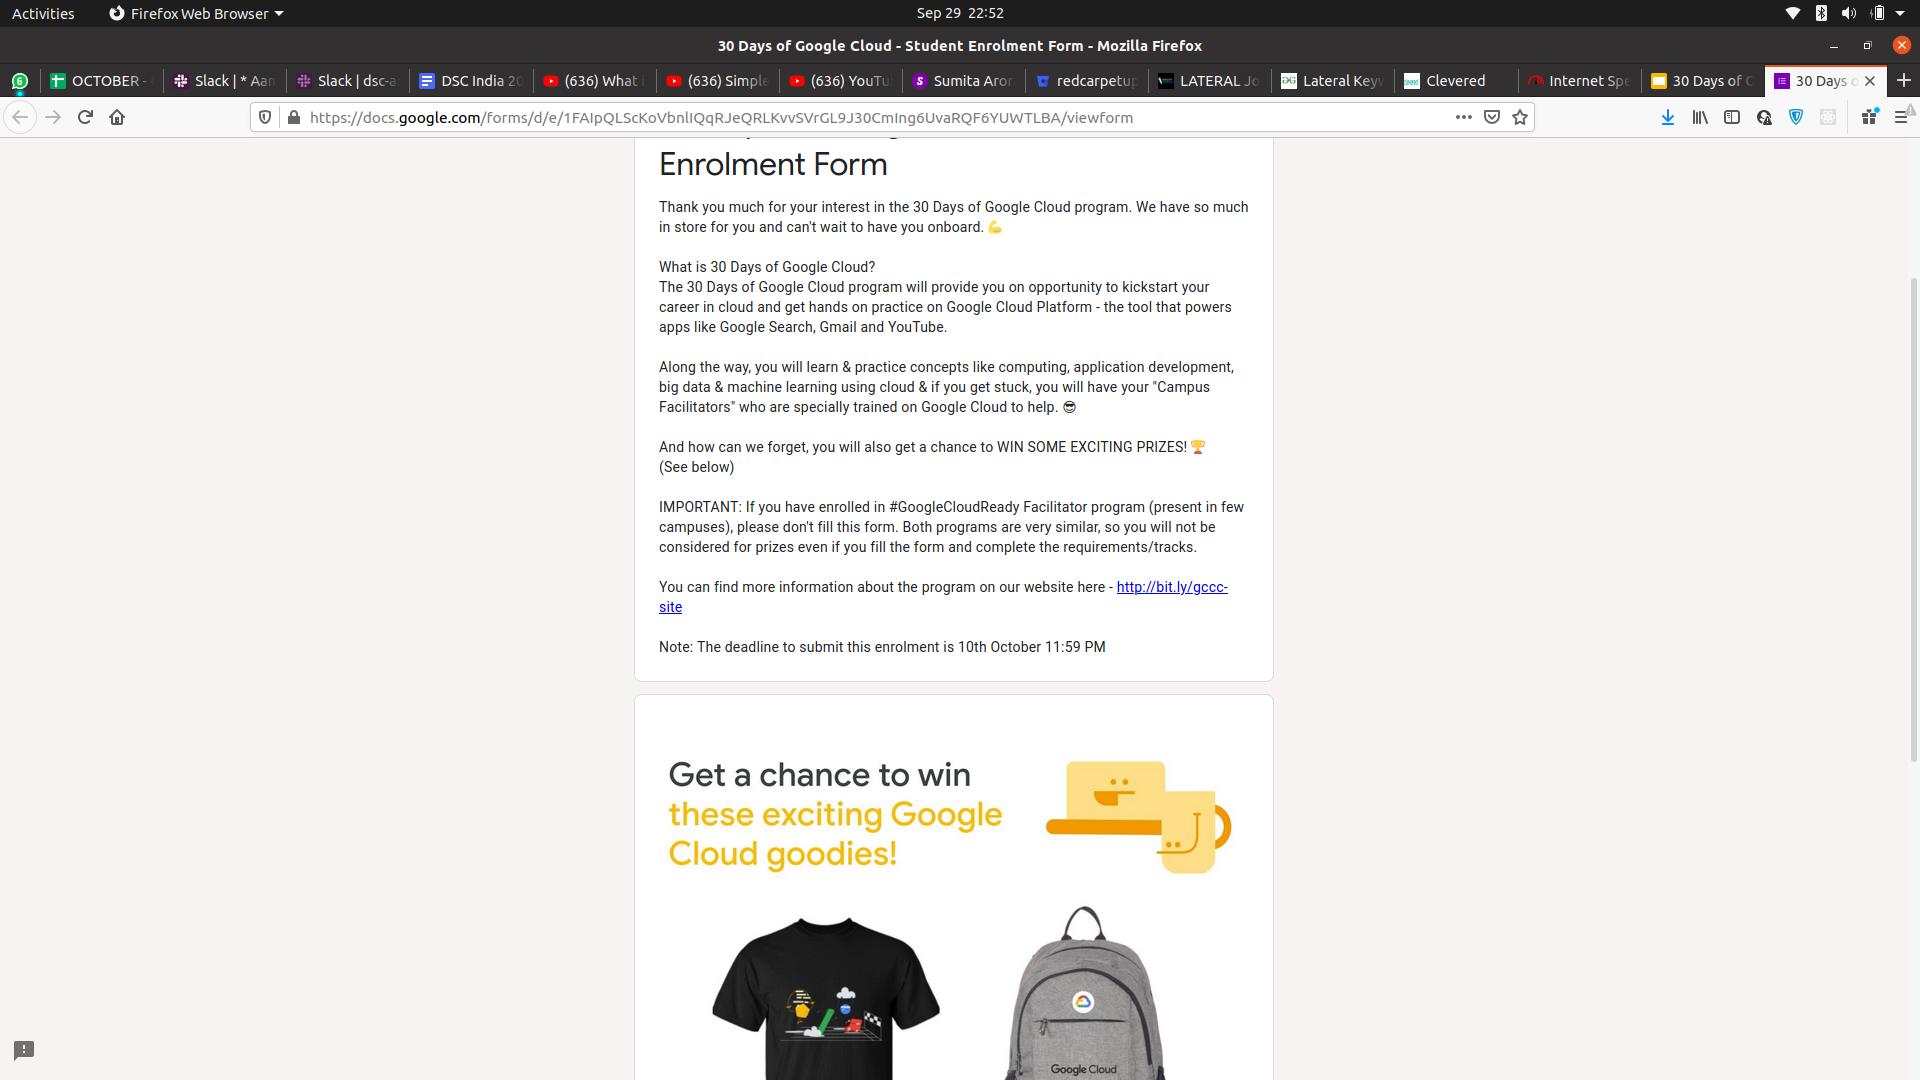 Activities
Firefox Web Browser
Sep 29 22:52
30 Days of Google Cloud - Student Enrolment Form - Mozilla Firefox
6
OCTOBER -
Slack | * Aan
Slack | dsc-a
DSC India 20
(636) What i
(636) Simple
(636) YouTu
Sumita Aror
redcarpetup
LATERAL Jo
Lateral Keyw
Clevered
Internet Spe
30 Days of C
30 Days o
https://docs.google.com/forms/d/e/1FAIpQLScKoVbnlIQqRJeQRLKvvSVrGL9J30CmIng6UvaRQF6YUWTLBA/viewform
Enrolment Form
Thank you much for your interest in the 30 Days of Google Cloud program. We have so much
in store for you and can't wait to have you onboard. 💪
What is 30 Days of Google Cloud?
The 30 Days of Google Cloud program will provide you on opportunity to kickstart your
career in cloud and get hands on practice on Google Cloud Platform - the tool that powers
apps like Google Search, Gmail and YouTube.
Along the way, you will learn & practice concepts like computing, application development,
big data & machine learning using cloud & if you get stuck, you will have your "Campus
Facilitators" who are specially trained on Google Cloud to help. 😎
And how can we forget, you will also get a chance to WIN SOME EXCITING PRIZES! 🏆
(See below)
IMPORTANT: If you have enrolled in #GoogleCloudReady Facilitator program (present in few
campuses), please don't fill this form. Both programs are very similar, so you will not be
considered for prizes even if you fill the form and complete the requirements/tracks.
You can find more information about the program on our website here - http://bit.ly/gccc-
site
Note: The deadline to submit this enrolment is 10th October 11:59 PM
Get a chance to win
these exciting Google
Cloud goodies!
Google Cloud